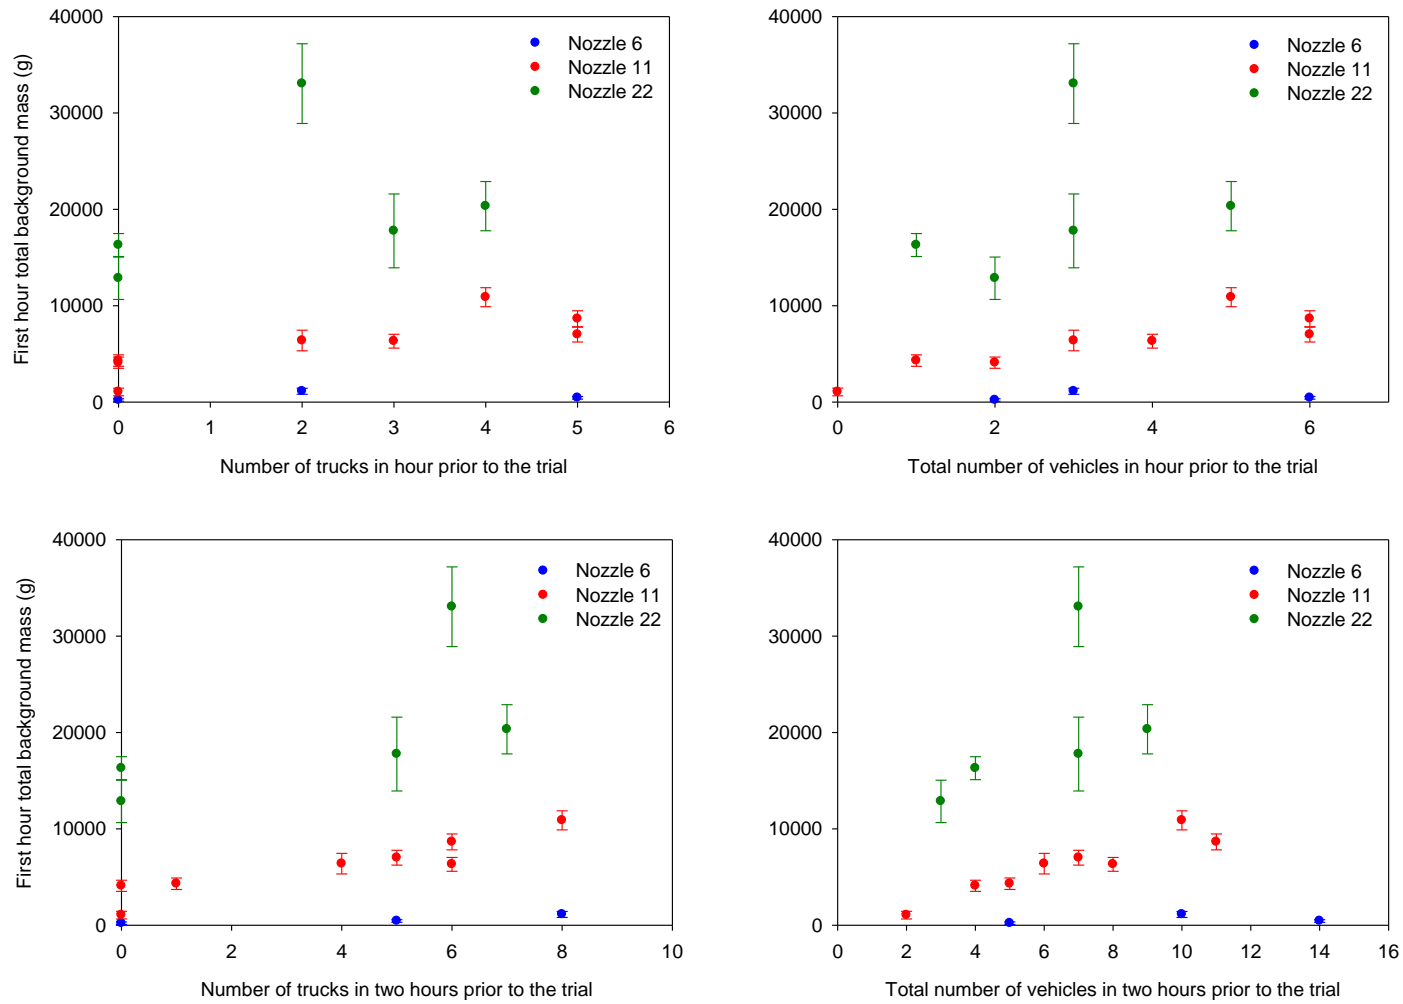 First hour total background mass (g)
40000
30000
20000
10000
0
0 1 2 3 4 5 6
Number of trucks in hour prior to the trial
Nozzle 6
Nozzle 11
Nozzle 22
40000
30000
20000
10000
0
0 2 4 6
Total number of vehicles in hour prior to the trial
Nozzle 6
Nozzle 11
Nozzle 22
First hour total background mass (g)
40000
30000
20000
10000
0
0 2 4 6 8 10
Number of trucks in two hours prior to the trial
Nozzle 6
Nozzle 11
Nozzle 22
40000
30000
20000
10000
0
0 2 4 6 8 10 12 14 16
Total number of vehicles in two hours prior to the trial
Nozzle 6
Nozzle 11
Nozzle 22